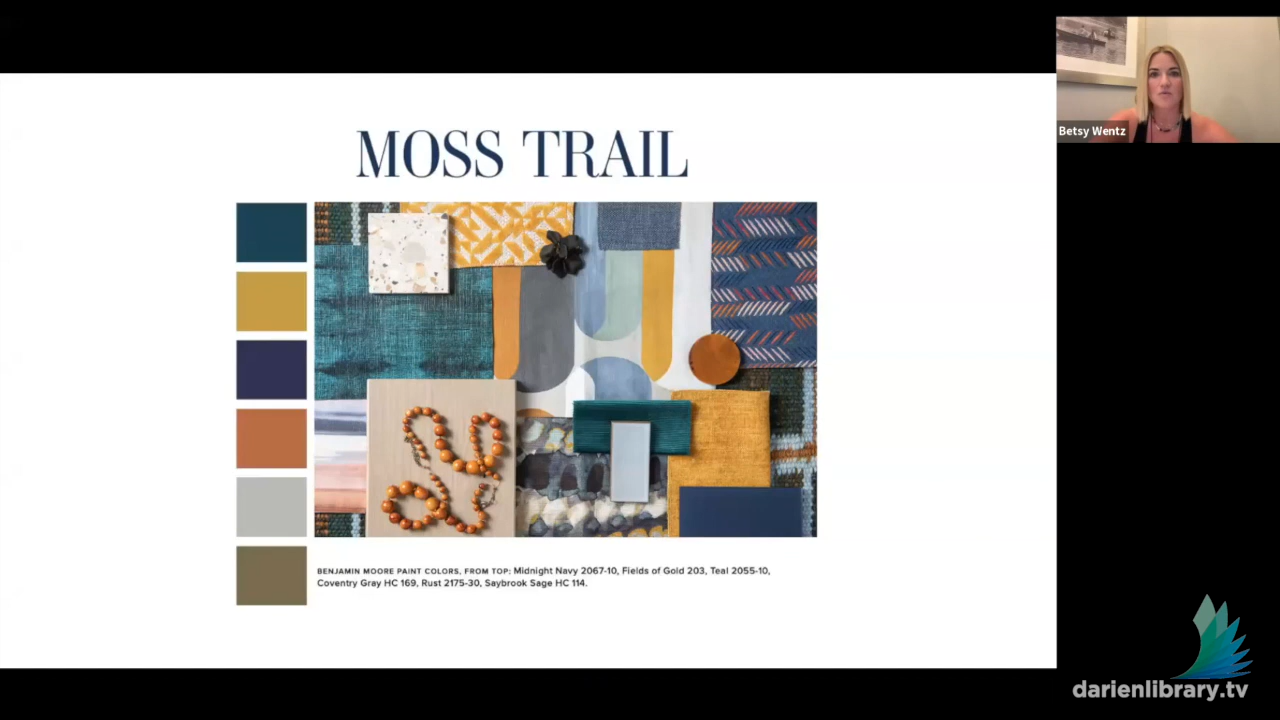 MOSS TRAIL
BENJAMIN MOORE PAINT COLORS, FROM TOP: Midnight Navy 2067-10, Fields of Gold 203, Teal 2055-10,
Coventry Gray HC 169, Rust 2175-30, Saybrook Sage HC 114.
Betsy Wentz
darienlibrary.tv